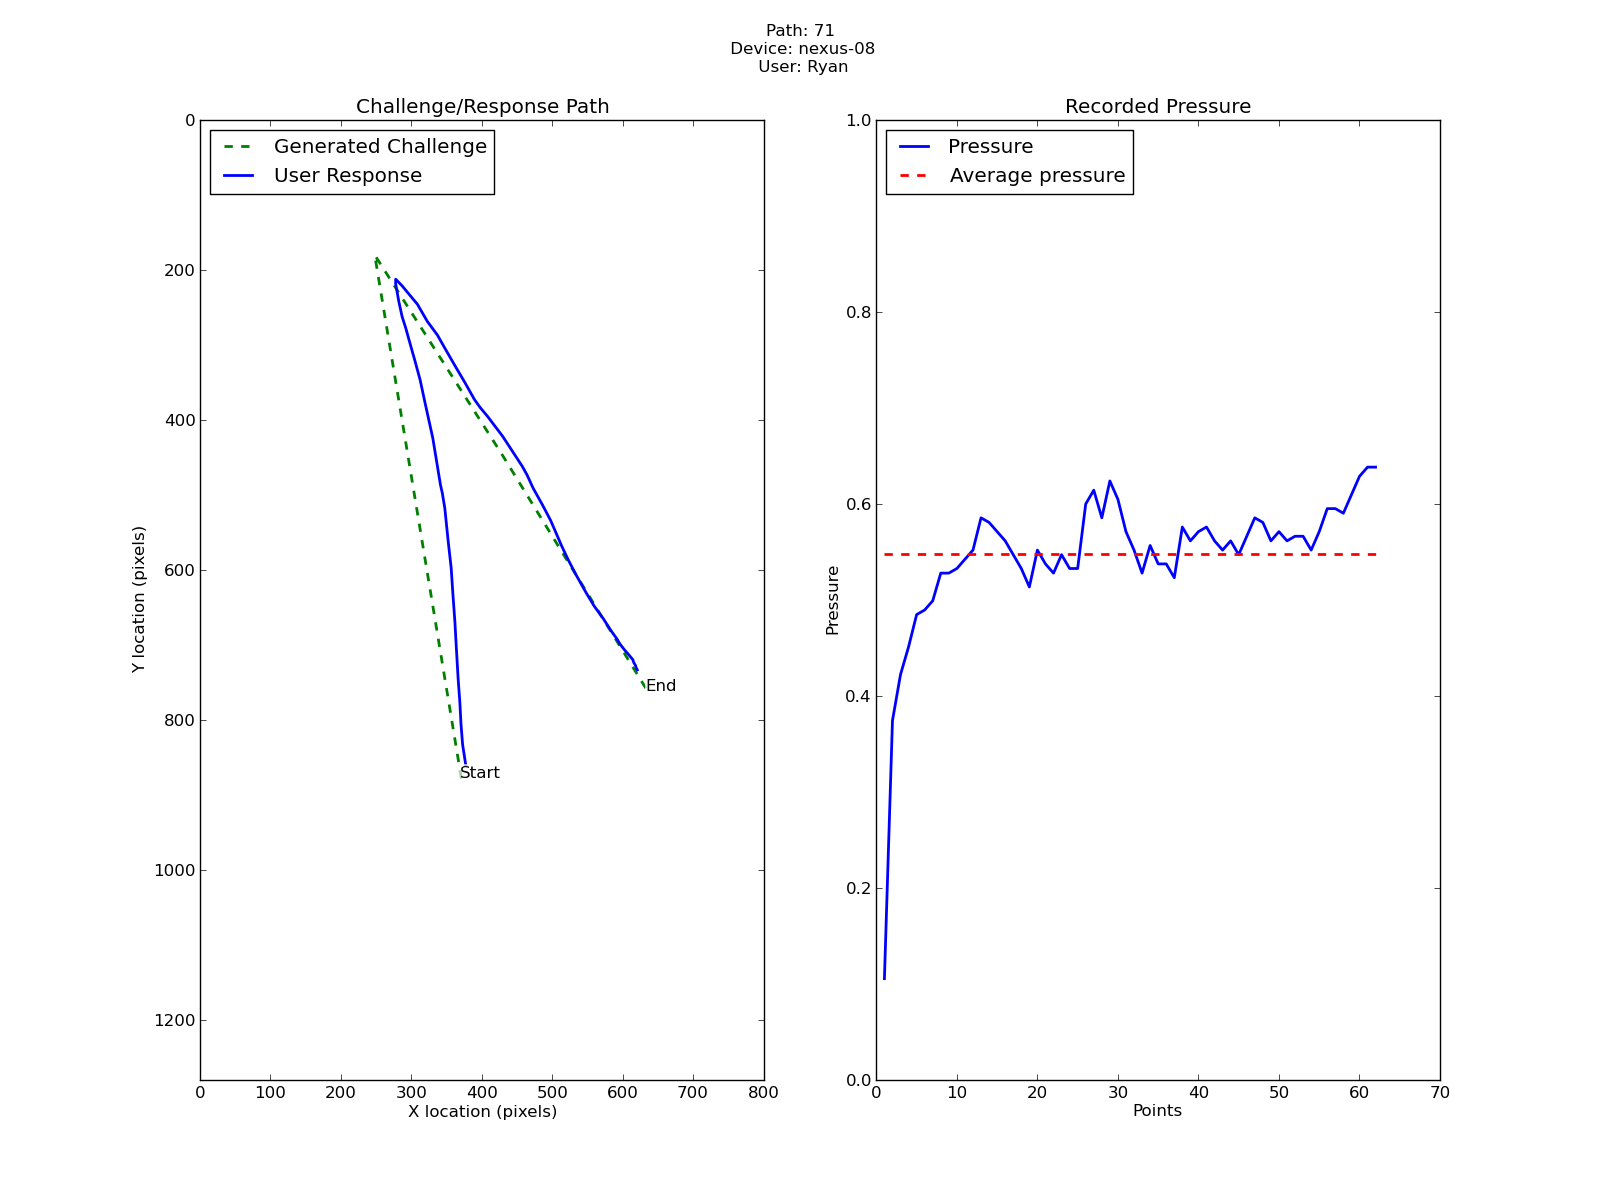 Path: 71
Device: nexus-08
User: Ryan
Challenge/Response Path
Generated Challenge
User Response
0
200
400
600
800
1000
1200
Y location (pixels)
Start
End
0 100 200 300 400 500 600 700 800
X location (pixels)
Recorded Pressure
Pressure
Average pressure
1.0
0.8
0.6
0.4
0.2
0.0
Pressure
0 10 20 30 40 50 60 70
Points